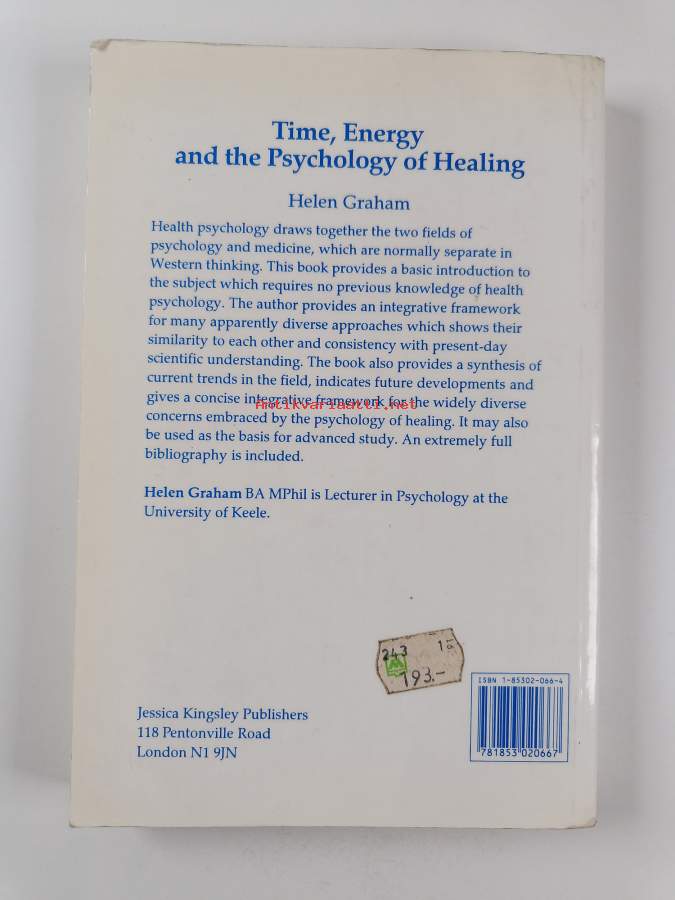 Time, Energy
and the Psychology of Healing
Helen Graham
Health psychology draws together the two fields of
psychology and medicine, which are normally separate in
Western thinking. This book provides a basic introduction to
the subject which requires no previous knowledge of health
psychology. The author provides an integrative framework
for many apparently diverse approaches which shows their
similarity to each other and consistency with present-day
scientific understanding. The book also provides a synthesis of
current trends in the field, indicates future developments and
gives a concise integrative framework for the widely diverse
antikvariaatti.net
concerns embraced by the psychology of healing. It may also
be used as the basis for advanced study. An extremely full
bibliography is included.
Helen Graham BA MPhil is Lecturer in Psychology at the
University of Keele.
243
193.-
ISBN 1-85302-066-4
781853 020667
Jessica Kingsley Publishers
118 Pentonville Road
London N1 9JN